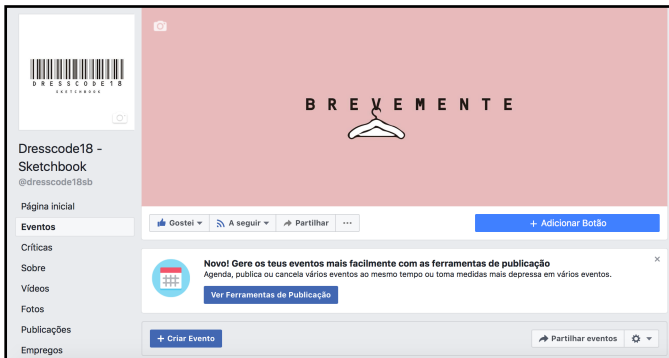 DRESSCODE18
SKETCHBOOK
Dresscode18 -
Sketchbook
@dresscode18sb
Página inicial
Eventos
Críticas
Sobre
Vídeos
Fotos
Publicações
Empregos
BREVEMENTE
Gostei
A seguir
Partilhar
+ Adicionar Botão
Novo! Gere os teus eventos mais facilmente com as ferramentas de publicação
Agenda, publica ou cancela vários eventos ao mesmo tempo ou toma medidas mais depressa em vários eventos.
Ver Ferramentas de Publicação
+ Criar Evento
Partilhar eventos